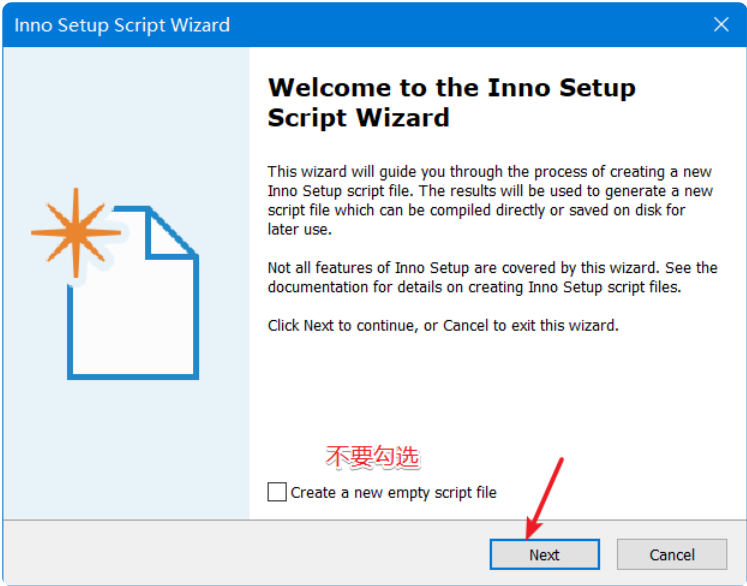 Inno Setup Script Wizard
Welcome to the Inno Setup
Script Wizard
This wizard will guide you through the process of creating a new
Inno Setup script file. The results will be used to generate a new
script file which can be compiled directly or saved on disk for
later use.
Not all features of Inno Setup are covered by this wizard. See the
documentation for details on creating Inno Setup script files.
Click Next to continue, or Cancel to exit this wizard.
不要勾选
Create a new empty script file
Next
Cancel